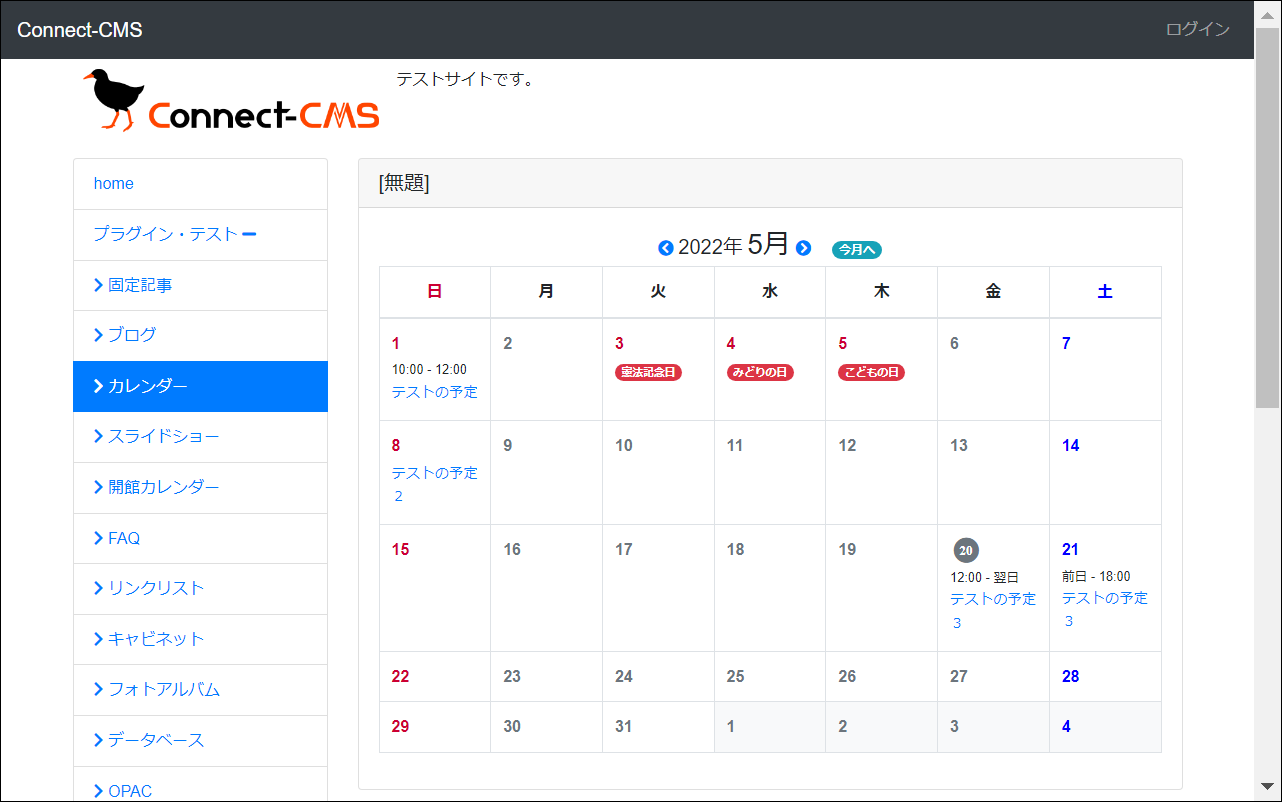 Connect-CMS
ログイン
Connect-CMS
テストサイトです。
home
プラグイン・テスト
固定記事
ブログ
カレンダー
スライドショー
開館カレンダー
FAQ
リンクリスト
キャビネット
フォトアルバム
データベース
OPAC
[無題]
2022年 5月 今月へ
日 月 火 水 木 金 土
1 2 3 4 5 6 7
10:00 - 12:00 憲法記念日 みどりの日 こどもの日
テストの予定
8 9 10 11 12 13 14
テストの予定
2
15 16 17 18 19 20 21
12:00 - 翌日 前日 - 18:00
テストの予定 テストの予定
3 3
22 23 24 25 26 27 28
29 30 31 1 2 3 4